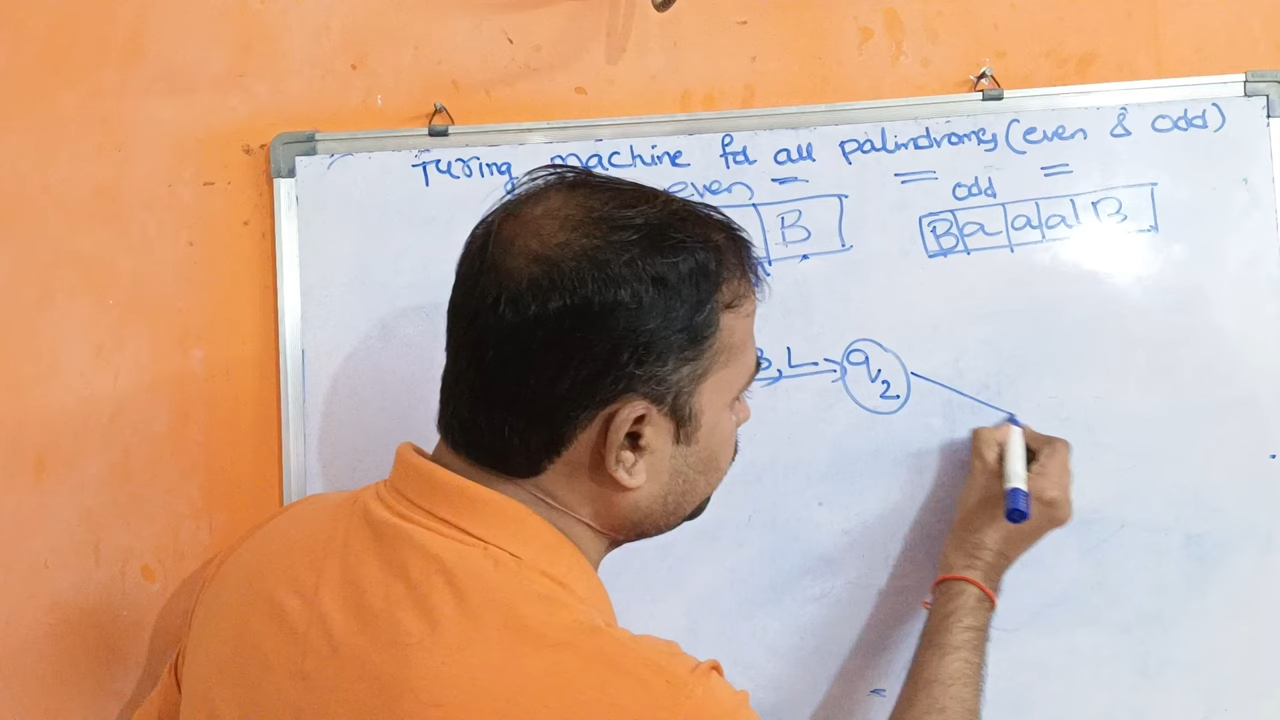 Turing machine for all palindromes (even & odd)
even odd
B B a a a B
B, L q2